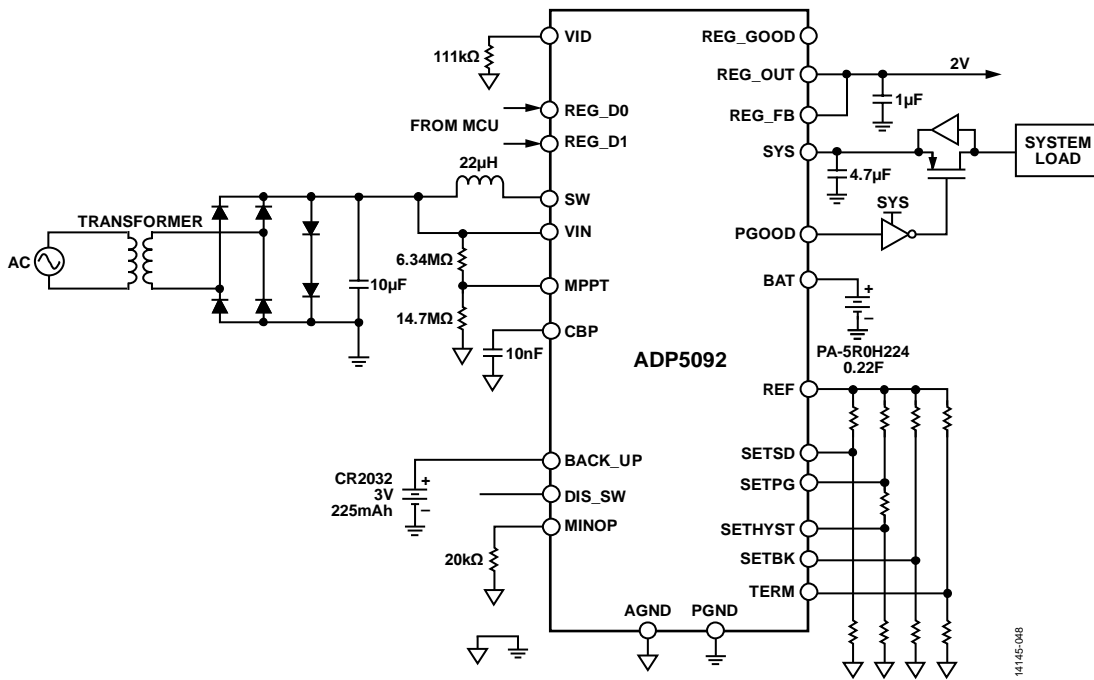 VID
111kΩ
REG_D0
FROM MCU
REG_D1
22µH
SW
TRANSFORMER
VIN
AC
6.34MΩ
10µF
MPPT
14.7MΩ
CBP
10nF
BACK_UP
CR2032
3V
225mAh
DIS_SW
MINOP
20kΩ
ADP5092
AGND
PGND
REG_GOOD
REG_OUT
2V
1µF
REG_FB
SYS
4.7µF
SYSTEM
LOAD
SYS
PGOOD
BAT
+
–
PA-5R0H224
0.22F
REF
SETSD
SETPG
SETHYST
SETBK
TERM
+
–
14145-048